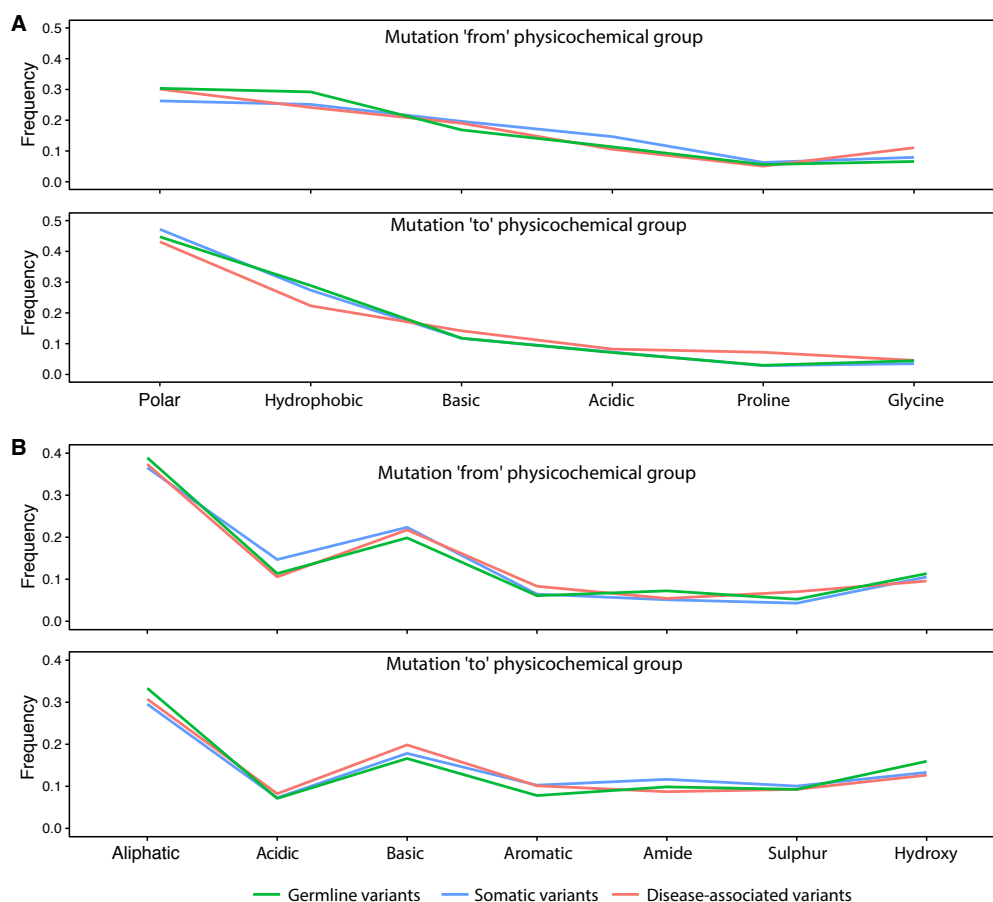 A
Mutation 'from' physicochemical group
Frequency
0.5
0.4
0.3
0.2
0.1
0.0
Mutation 'to' physicochemical group
Frequency
0.5
0.4
0.3
0.2
0.1
0.0
Polar Hydrophobic Basic Acidic Proline Glycine
B
Mutation 'from' physicochemical group
Frequency
0.4
0.3
0.2
0.1
0.0
Mutation 'to' physicochemical group
Frequency
0.4
0.3
0.2
0.1
0.0
Aliphatic Acidic Basic Aromatic Amide Sulphur Hydroxy
Germline variants Somatic variants Disease-associated variants